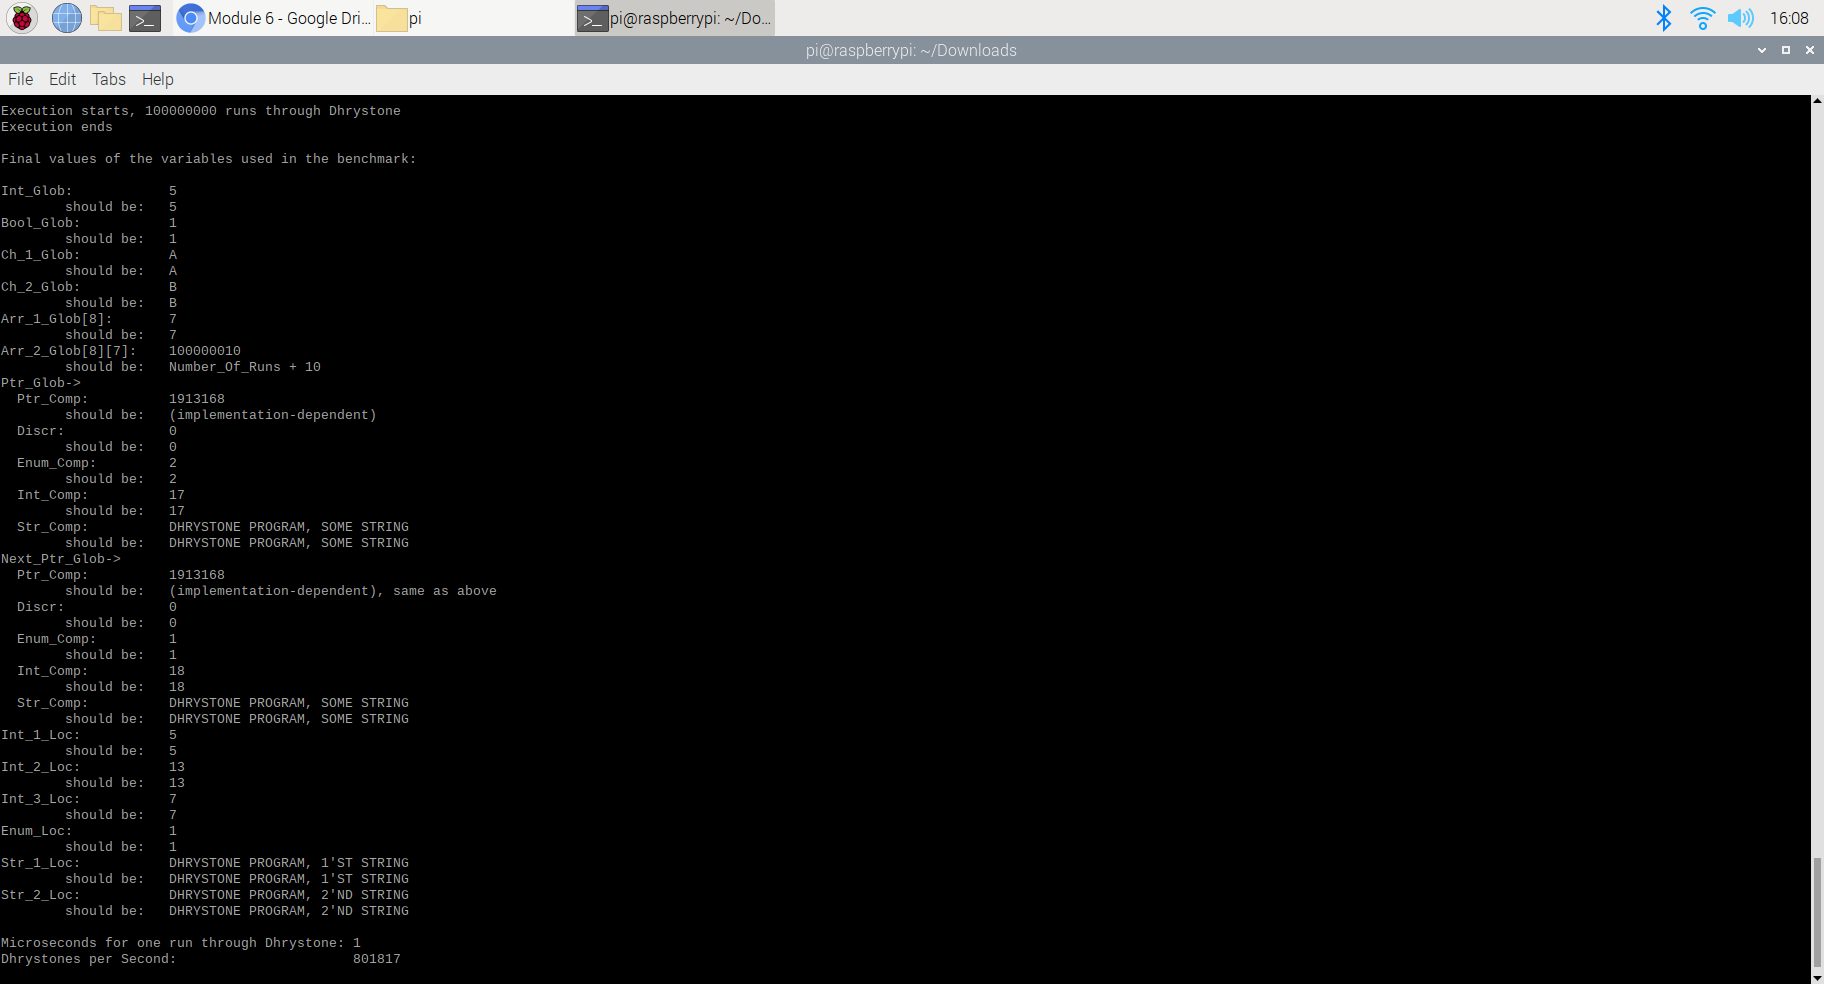 Module 6 - Google Dri...
pi
pi@raspberrypi: ~/Do...
16:08
pi@raspberrypi: ~/Downloads
File Edit Tabs Help
Execution starts, 100000000 runs through Dhrystone
Execution ends
Final values of the variables used in the benchmark:
Int_Glob: 5
should be: 5
Bool_Glob: 1
should be: 1
Ch_1_Glob: A
should be: A
Ch_2_Glob: B
should be: B
Arr_1_Glob[8]: 7
should be: 7
Arr_2_Glob[8][7]: 100000010
should be: Number_Of_Runs + 10
Ptr_Glob->
Ptr_Comp: 1913168
should be: (implementation-dependent)
Discr: 0
should be: 0
Enum_Comp: 2
should be: 2
Int_Comp: 17
should be: 17
Str_Comp: DHRYSTONE PROGRAM, SOME STRING
should be: DHRYSTONE PROGRAM, SOME STRING
Next_Ptr_Glob->
Ptr_Comp: 1913168
should be: (implementation-dependent), same as above
Discr: 0
should be: 0
Enum_Comp: 1
should be: 1
Int_Comp: 18
should be: 18
Str_Comp: DHRYSTONE PROGRAM, SOME STRING
should be: DHRYSTONE PROGRAM, SOME STRING
Int_1_Loc: 5
should be: 5
Int_2_Loc: 13
should be: 13
Int_3_Loc: 7
should be: 7
Enum_Loc: 1
should be: 1
Str_1_Loc: DHRYSTONE PROGRAM, 1'ST STRING
should be: DHRYSTONE PROGRAM, 1'ST STRING
Str_2_Loc: DHRYSTONE PROGRAM, 2'ND STRING
should be: DHRYSTONE PROGRAM, 2'ND STRING
Microseconds for one run through Dhrystone: 1
Dhrystones per Second: 801817